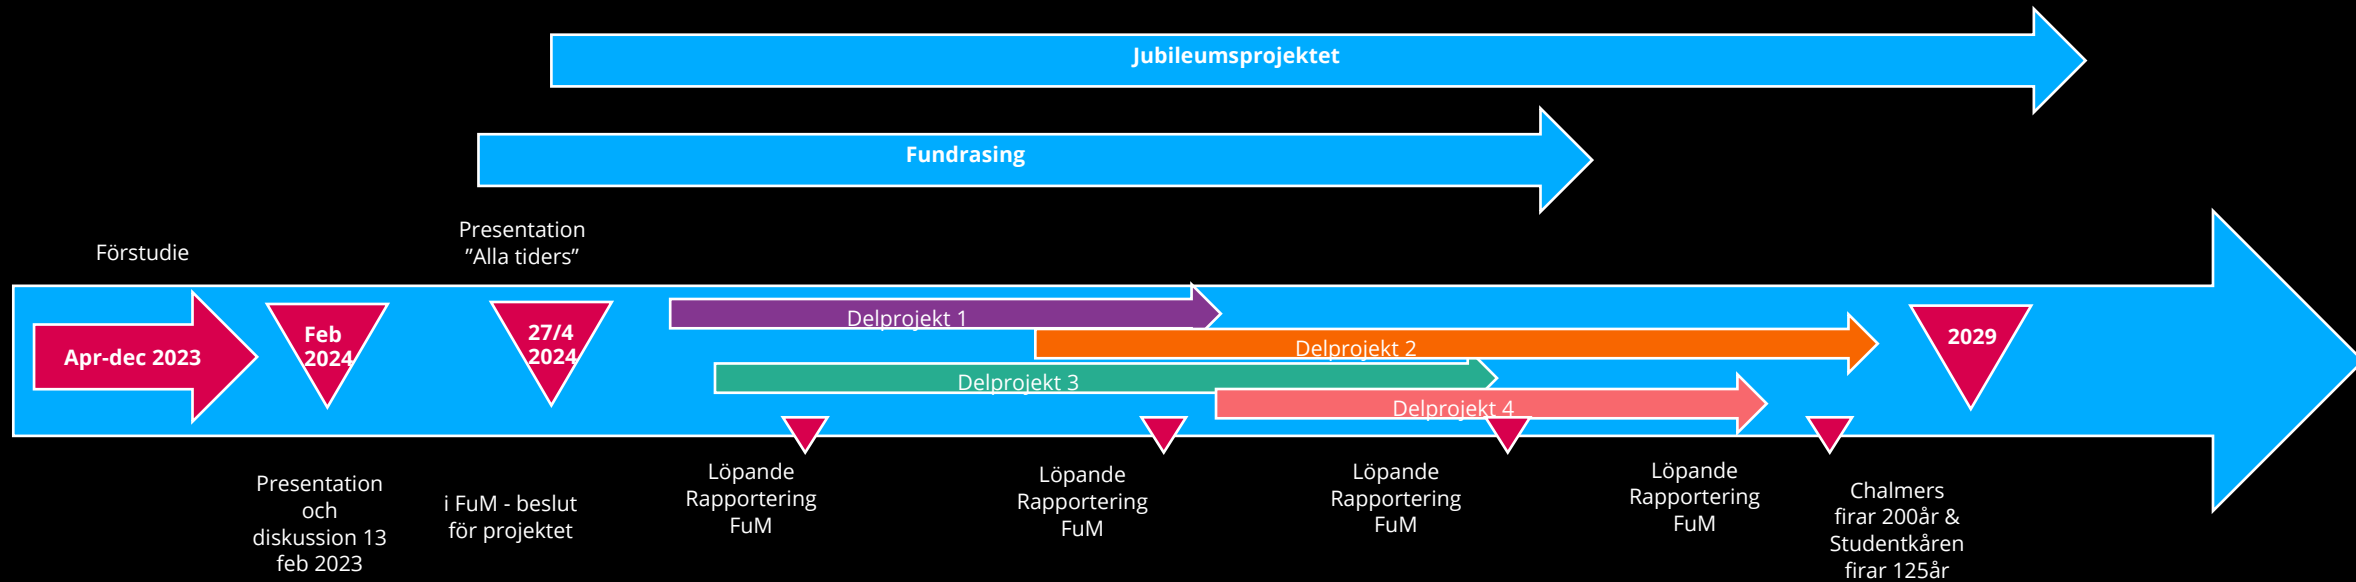 Jubileumsprojektet
Fundrasing
Förstudie
Presentation
”Alla tiders”
Apr-dec 2023
Feb
2024
27/4
2024
Delprojekt 1
Delprojekt 2
Delprojekt 3
Delprojekt 4
2029
Presentation
och
diskussion 13
feb 2023
i FuM - beslut
för projektet
Löpande
Rapportering
FuM
Löpande
Rapportering
FuM
Löpande
Rapportering
FuM
Löpande
Rapportering
FuM
Chalmers
firar 200år &
Studentkåren
firar 125år